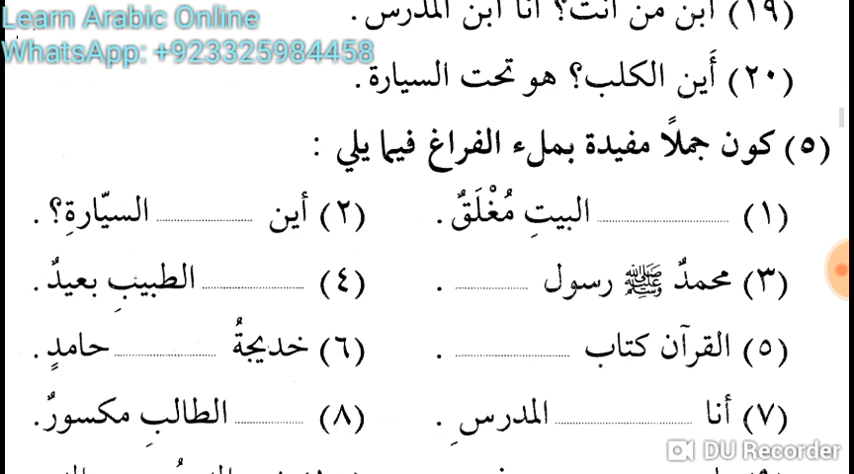 Learn Arabic Online
WhatsApp: +923325984458
(١٩) ابن من أنت؟ أنا ابن المدرس.
(٢٠) أَين الكلب؟ هو تحت السيارة.
(٥) كون جملًا مفيدة بملء الفراغ فيما يلي :
(١) ............ البيتِ مُغْلَقٌ.
(٢) أين ............ السيّارةِ؟.
(٣) محمدٌ ﷺ رسول ............ .
(٤) ............ الطبيبِ بعيدٌ.
(٥) القرآن كتاب ............ .
(٦) خديجةُ ............ حامدٍ.
(٧) أنا ............ المدرسِ.
(٨) ............ الطالبِ مكسورٌ.
DU Recorder